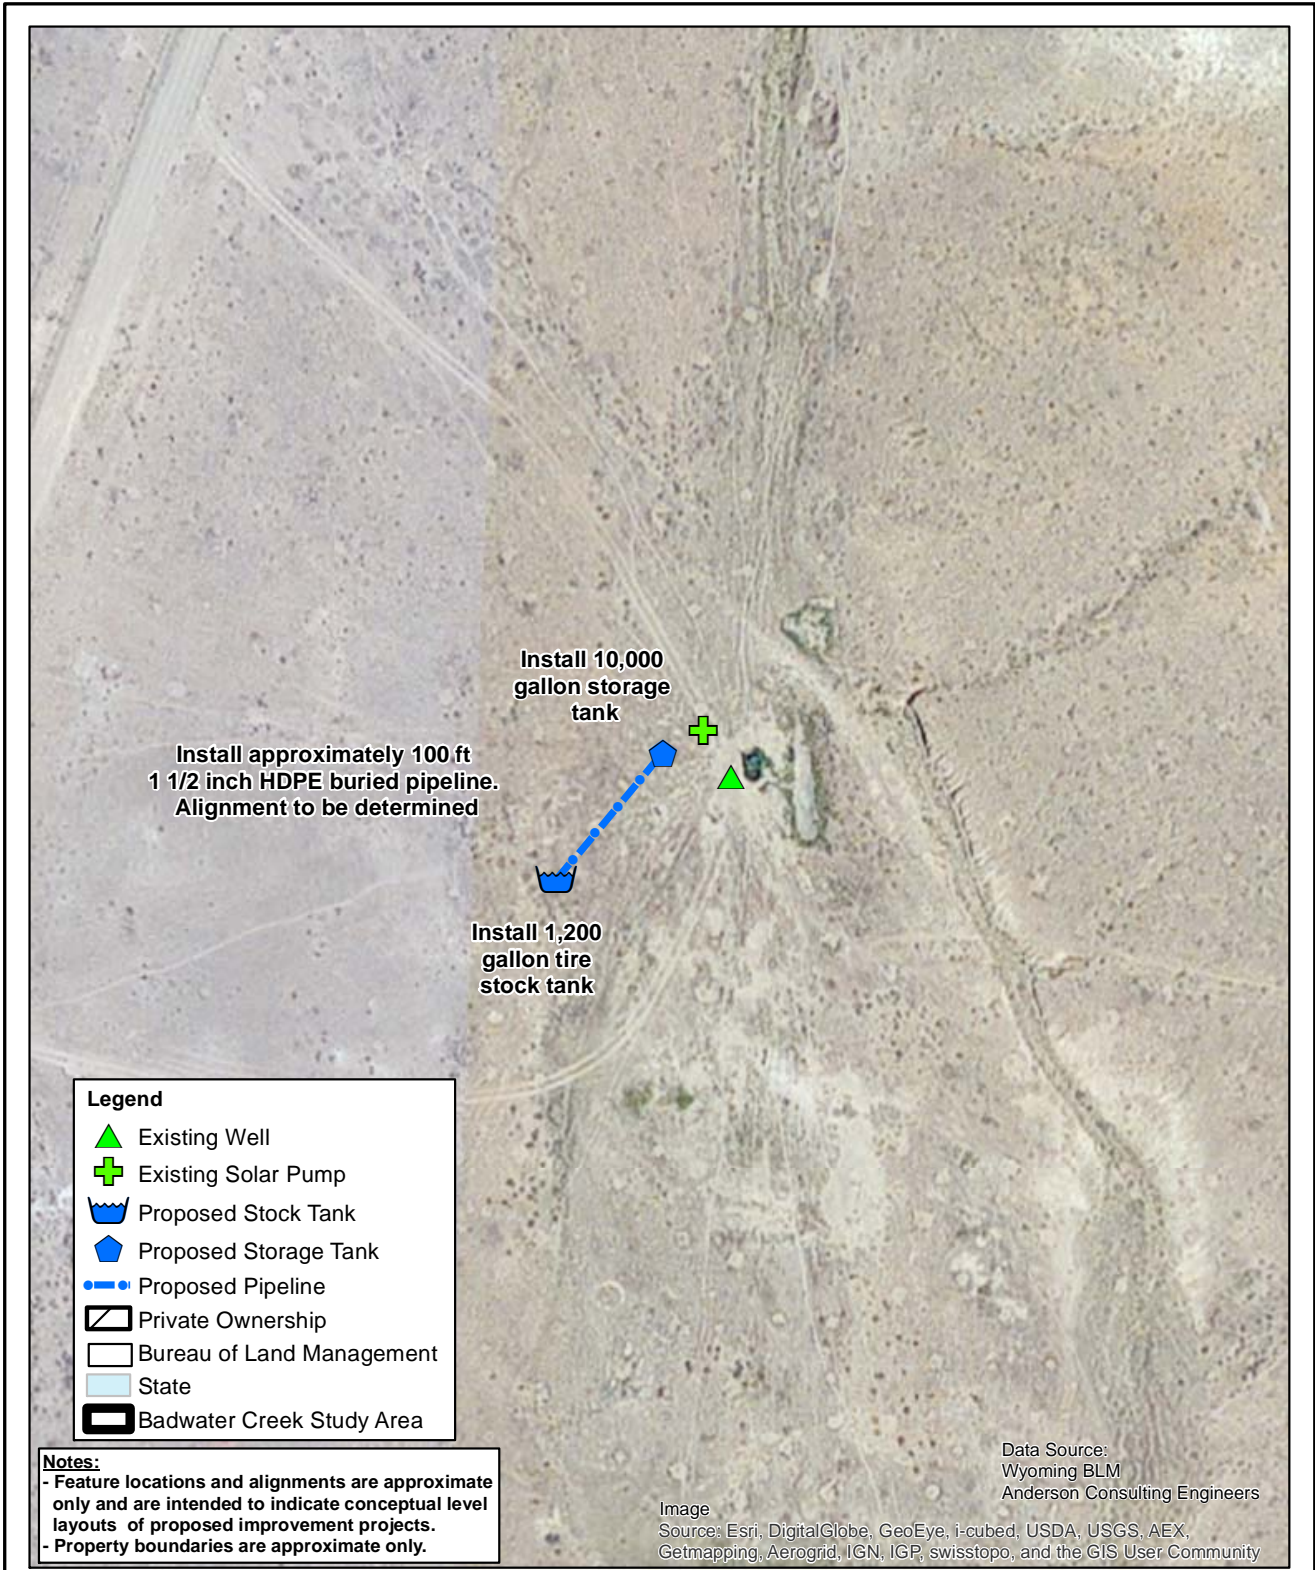 Install 10,000
gallon storage
tank
Install approximately 100 ft
1 1/2 inch HDPE buried pipeline.
Alignment to be determined
Install 1,200
gallon tire
stock tank
Legend
Existing Well
Existing Solar Pump
Proposed Stock Tank
Proposed Storage Tank
Proposed Pipeline
Private Ownership
Bureau of Land Management
State
Badwater Creek Study Area
Notes:
- Feature locations and alignments are approximate
only and are intended to indicate conceptual level
layouts of proposed improvement projects.
- Property boundaries are approximate only.
Data Source:
Wyoming BLM
Anderson Consulting Engineers
Image
Source: Esri, DigitalGlobe, GeoEye, i-cubed, USDA, USGS, AEX,
Getmapping, Aerogrid, IGN, IGP, swisstopo, and the GIS User Community